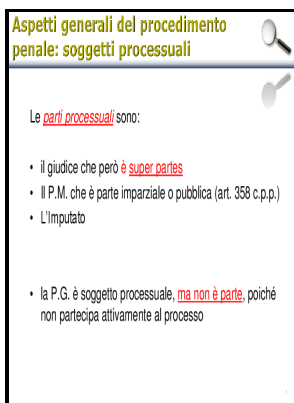 Aspetti generali del procedimento
penale: soggetti processuali
Le parti processuali sono:
• il giudice che però è super partes
• Il P.M. che è parte imparziale o pubblica (art. 358 c.p.p.)
• L'Imputato
• la P.G. è soggetto processuale, ma non è parte, poiché
non partecipa attivamente al processo